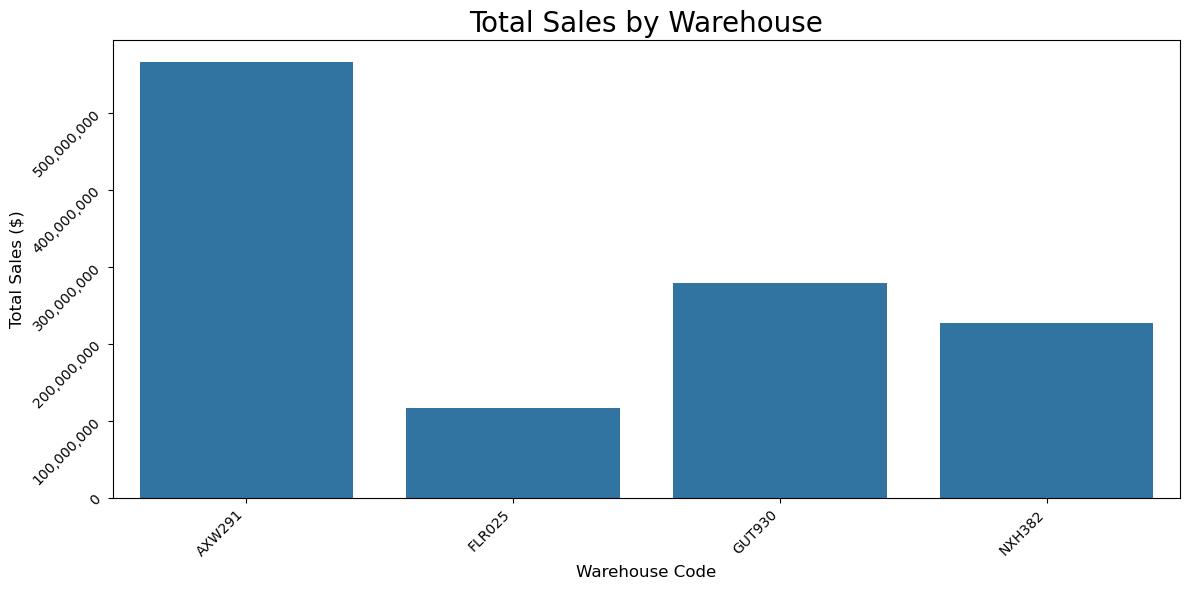 Total Sales by Warehouse
Total Sales ($)
500,000,000
400,000,000
300,000,000
200,000,000
100,000,000
0
AXW291
FLR025
GUT930
NXH382
Warehouse Code